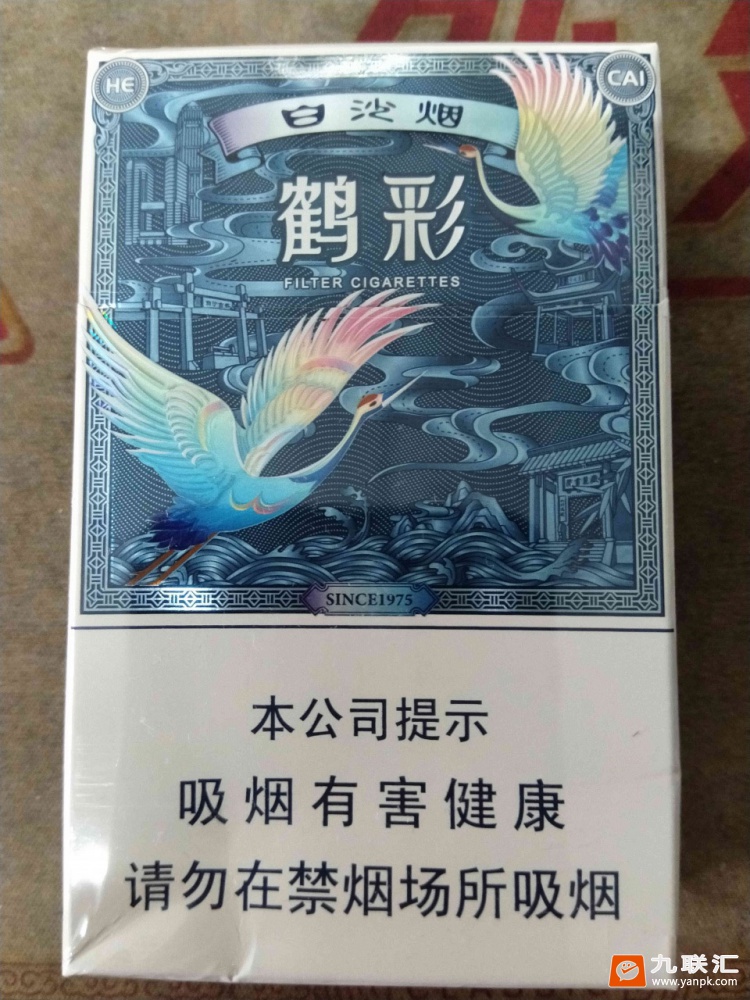 HE
CAI
白沙烟
鹤彩
FILTER CIGARETTES
SINCE1975
本公司提示
吸烟有害健康
请勿在禁烟场所吸烟
九联汇
www.yanpk.com